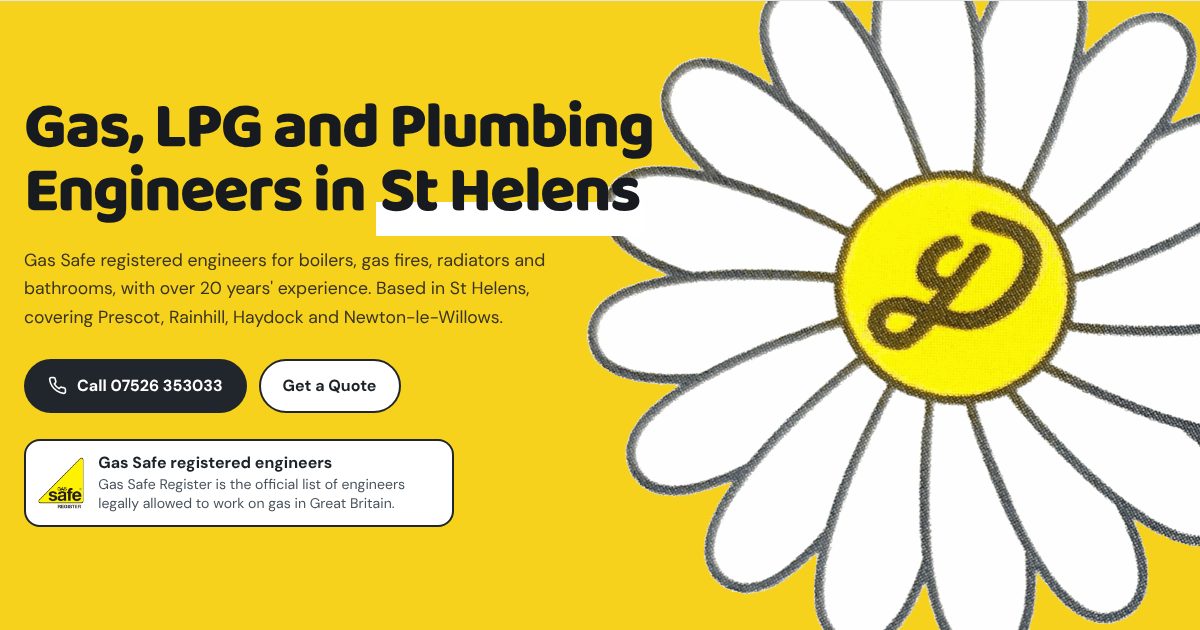 Gas, LPG and Plumbing
Engineers in St Helens
Gas Safe registered engineers for boilers, gas fires, radiators and
bathrooms, with over 20 years' experience. Based in St Helens,
covering Prescot, Rainhill, Haydock and Newton-le-Willows.
Call 07526 353033
Get a Quote
Gas Safe registered engineers
Gas Safe Register is the official list of engineers
legally allowed to work on gas in Great Britain.
GAS
safe
REGISTER
D